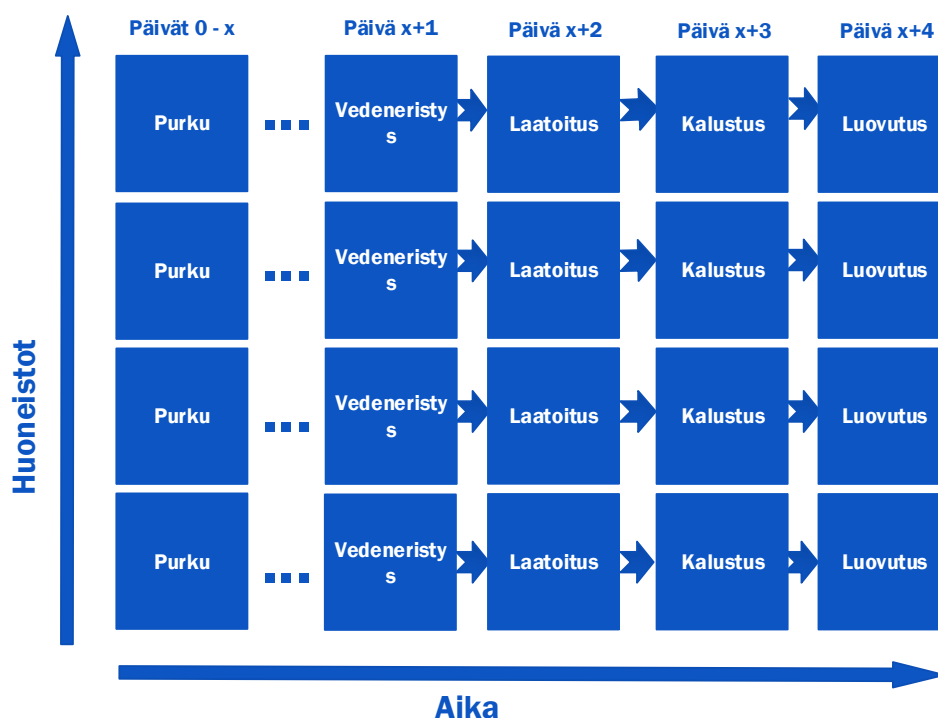 Päivät 0 - x
Päivä x+1
Päivä x+2
Päivä x+3
Päivä x+4
Purku
Vedeneristy
s
Laatoitus
Kalustus
Luovutus
Purku
Vedeneristy
s
Laatoitus
Kalustus
Luovutus
Purku
Vedeneristy
s
Laatoitus
Kalustus
Luovutus
Purku
Vedeneristy
s
Laatoitus
Kalustus
Luovutus
Huoneistot
Aika